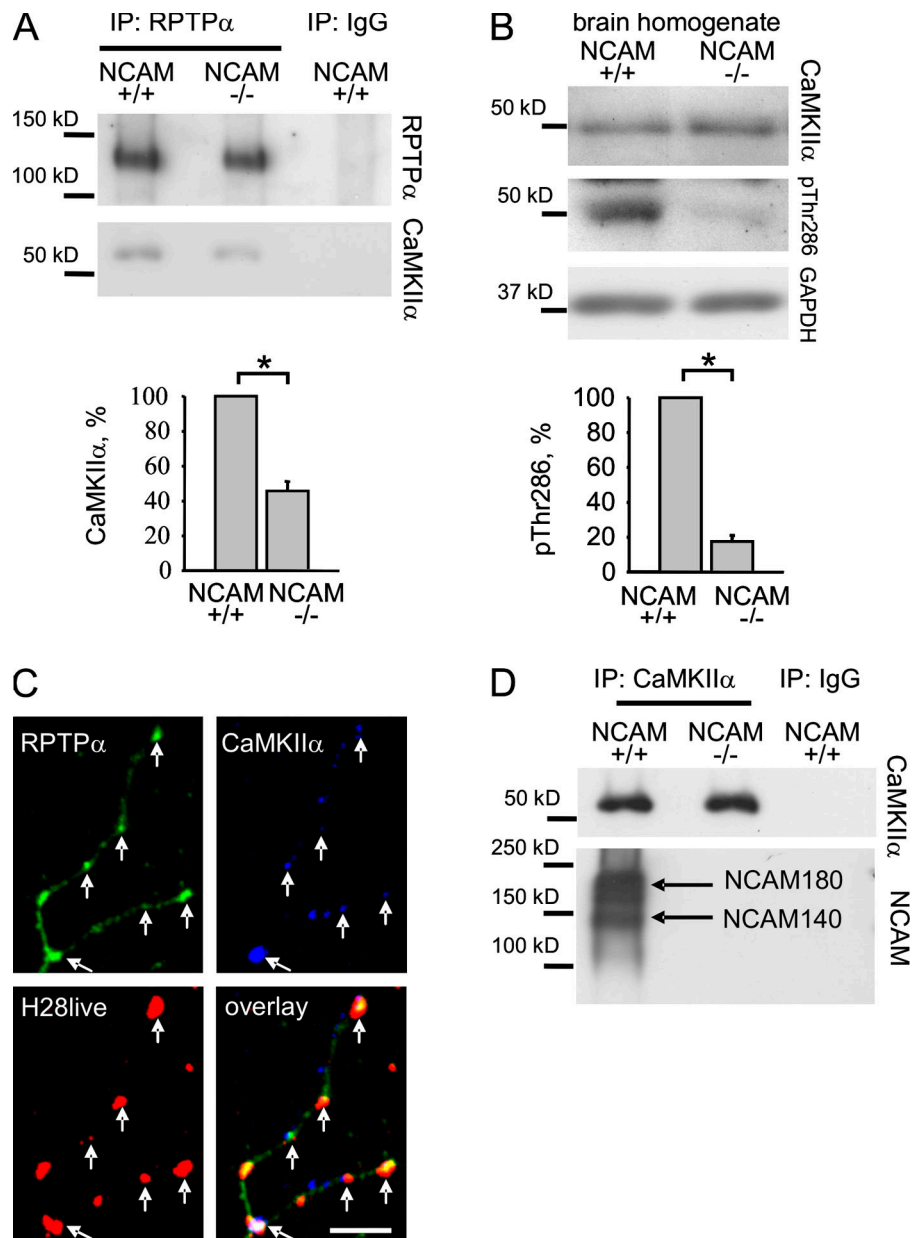 A
IP: RPTPα IP: IgG
NCAM +/+ NCAM -/- NCAM +/+
150 kD
100 kD
RPTPα
50 kD
CaMKIIα
CaMKIIα, %
100
80
60
40
20
0
*
NCAM +/+ NCAM -/-
B
brain homogenate
NCAM +/+ NCAM -/-
50 kD
CaMKIIα
50 kD
pThr286
37 kD
GAPDH
pThr286, %
100
80
60
40
20
0
*
NCAM +/+ NCAM -/-
C
RPTPα
CaMKIIα
H28live
overlay
D
IP: CaMKIIα IP: IgG
NCAM +/+ NCAM -/- NCAM +/+
50 kD
CaMKIIα
250 kD
150 kD
100 kD
NCAM180
NCAM140
NCAM